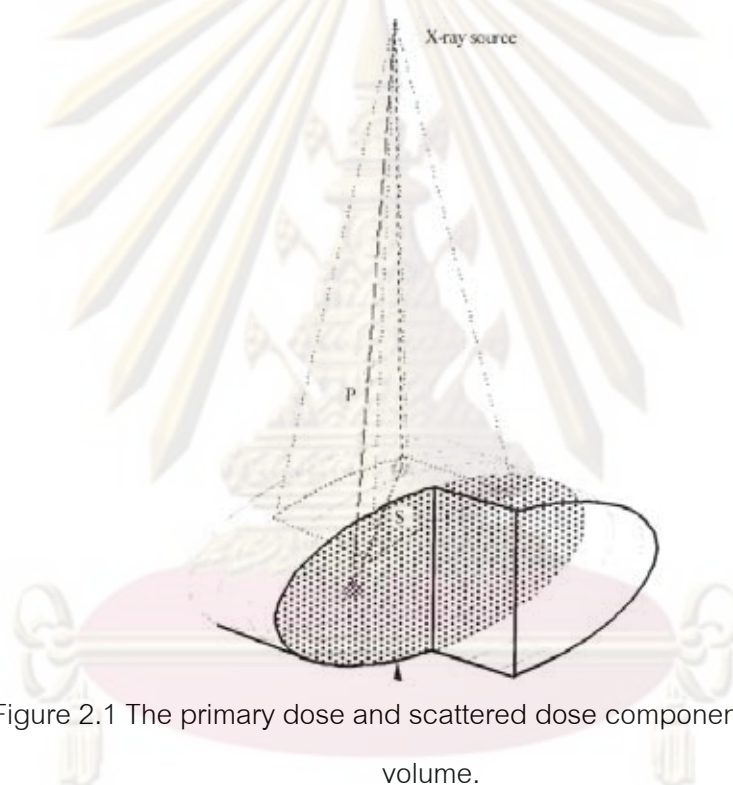 X-ray source
P
S
Figure 2.1 The primary dose and scattered dose componen
volume.